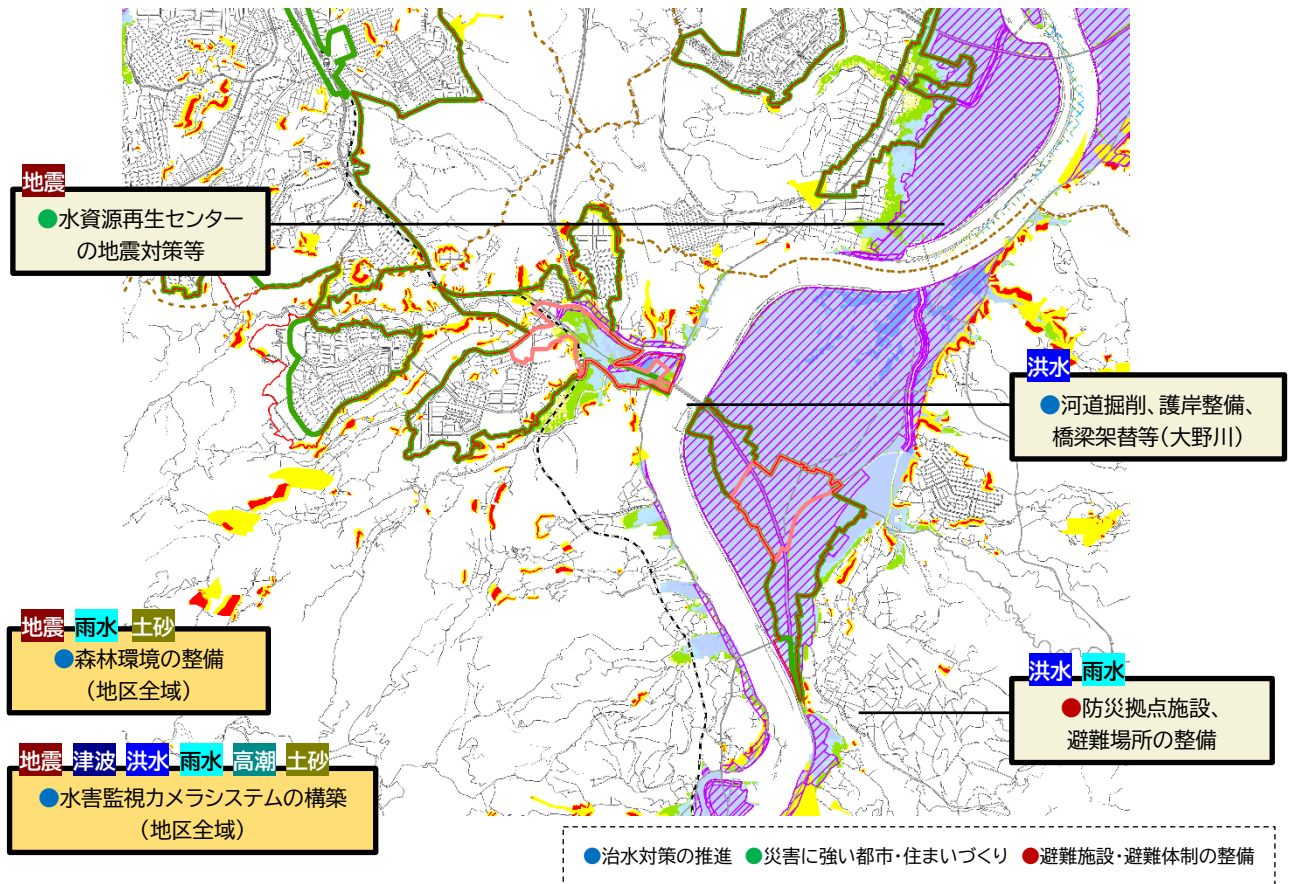 地震
●水資源再生センター
の地震対策等
洪水
●河道掘削、護岸整備、
橋梁架替等(大野川)
地震 雨水 土砂
●森林環境の整備
(地区全域)
洪水 雨水
●防災拠点施設、
避難場所の整備
地震 津波 洪水 雨水 高潮 土砂
●水害監視カメラシステムの構築
(地区全域)
●治水対策の推進 ●災害に強い都市・住まいづくり ●避難施設・避難体制の整備